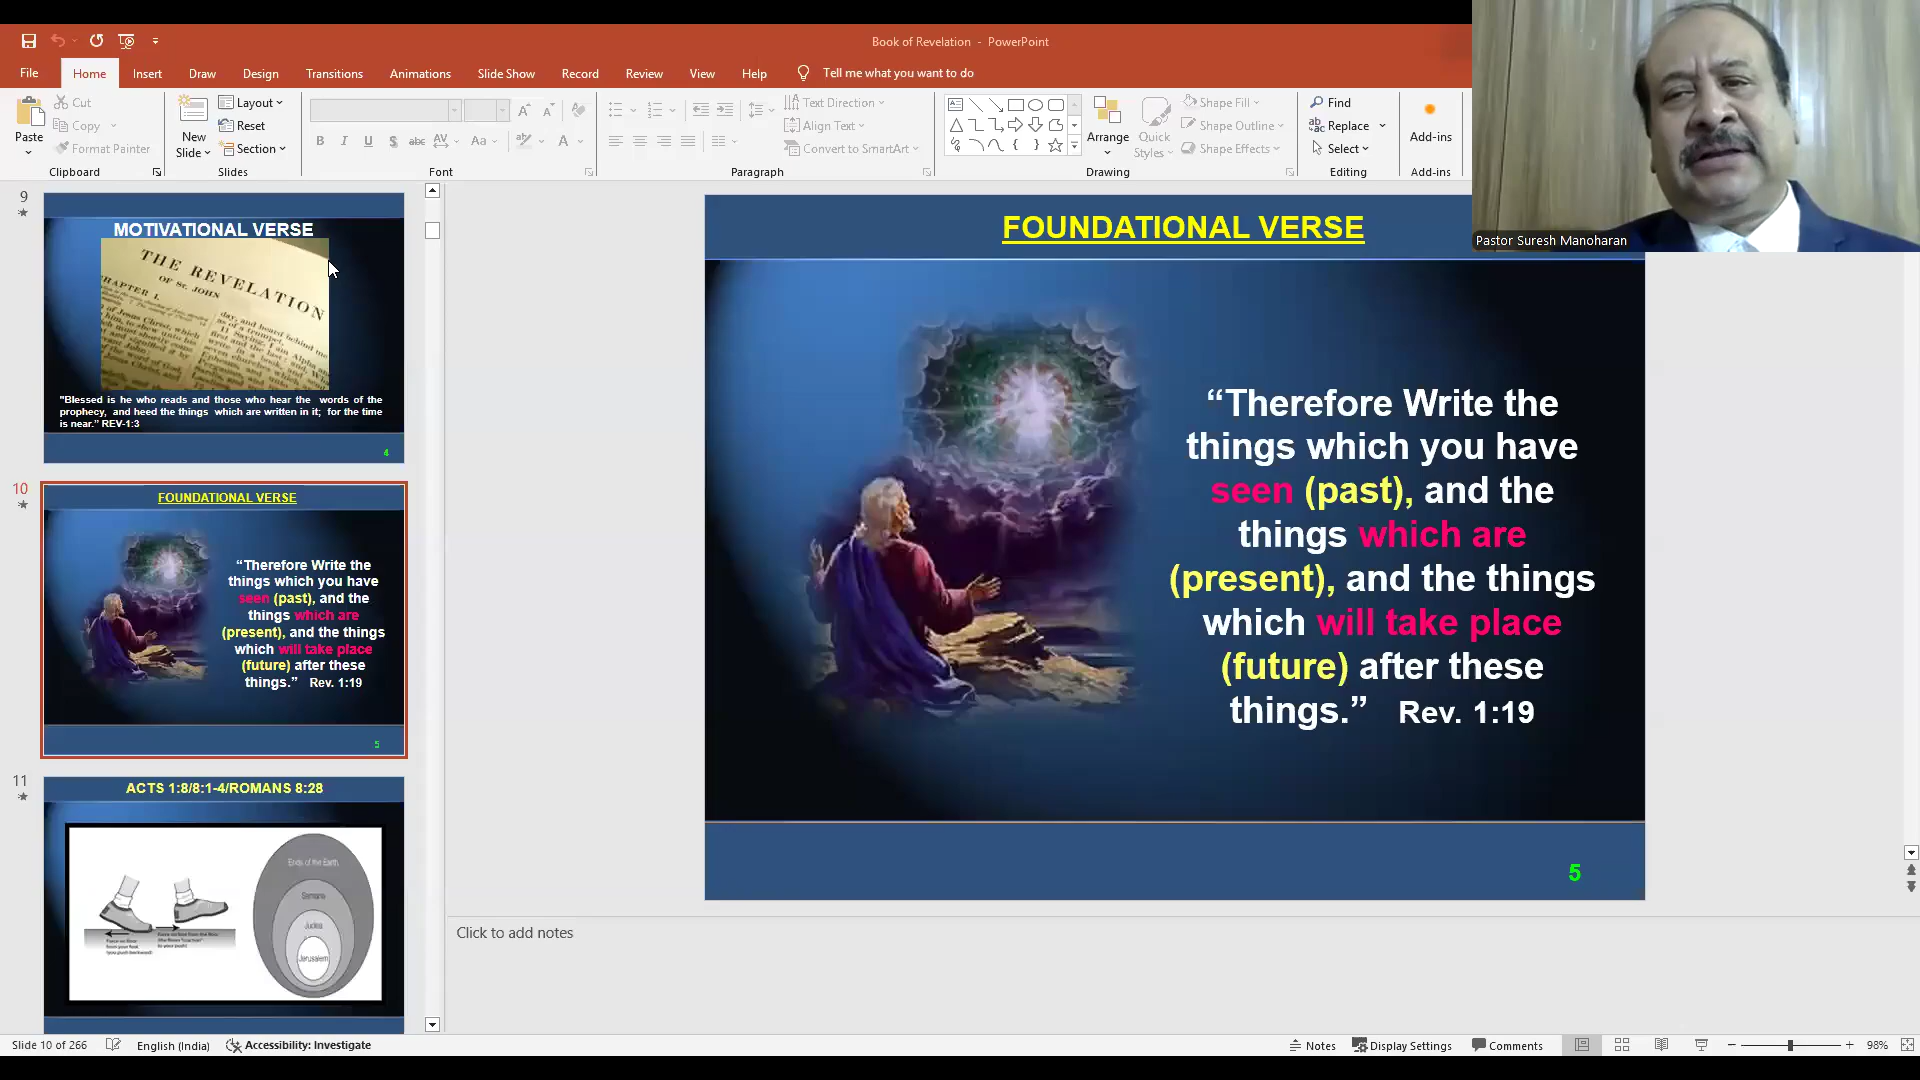 Book of Revelation - PowerPoint
File Home Insert Draw Design Transitions Animations Slide Show Record Review View Help Tell me what you want to do
Paste
Cut
Copy
Format Painter
Clipboard
New
Slide
Layout
Reset
Section
Slides
Font
Text Direction
Align Text
Convert to SmartArt
Paragraph
Arrange
Quick
Styles
Shape Fill
Shape Outline
Shape Effects
Drawing
Find
Replace
Select
Editing
Add-ins
Add-ins
Pastor Suresh Manoharan
9
MOTIVATIONAL VERSE
THE REVELATION
OF ST. JOHN
"Blessed is he who reads and those who hear the words of the
prophecy, and heed the things which are written in it; for the time
is near.” REV-1:3
4
10
FOUNDATIONAL VERSE
“Therefore Write the
things which you have
seen (past), and the
things which are
(present), and the things
which will take place
(future) after these
things.” Rev. 1:19
5
11
ACTS 1:8/8:1-4/ROMANS 8:28
Ends of the Earth
Samaria
Judea
Jerusalem
FOUNDATIONAL VERSE
“Therefore Write the
things which you have
seen (past), and the
things which are
(present), and the things
which will take place
(future) after these
things.” Rev. 1:19
5
Click to add notes
Slide 10 of 266 English (India) Accessibility: Investigate Notes Display Settings Comments 98%